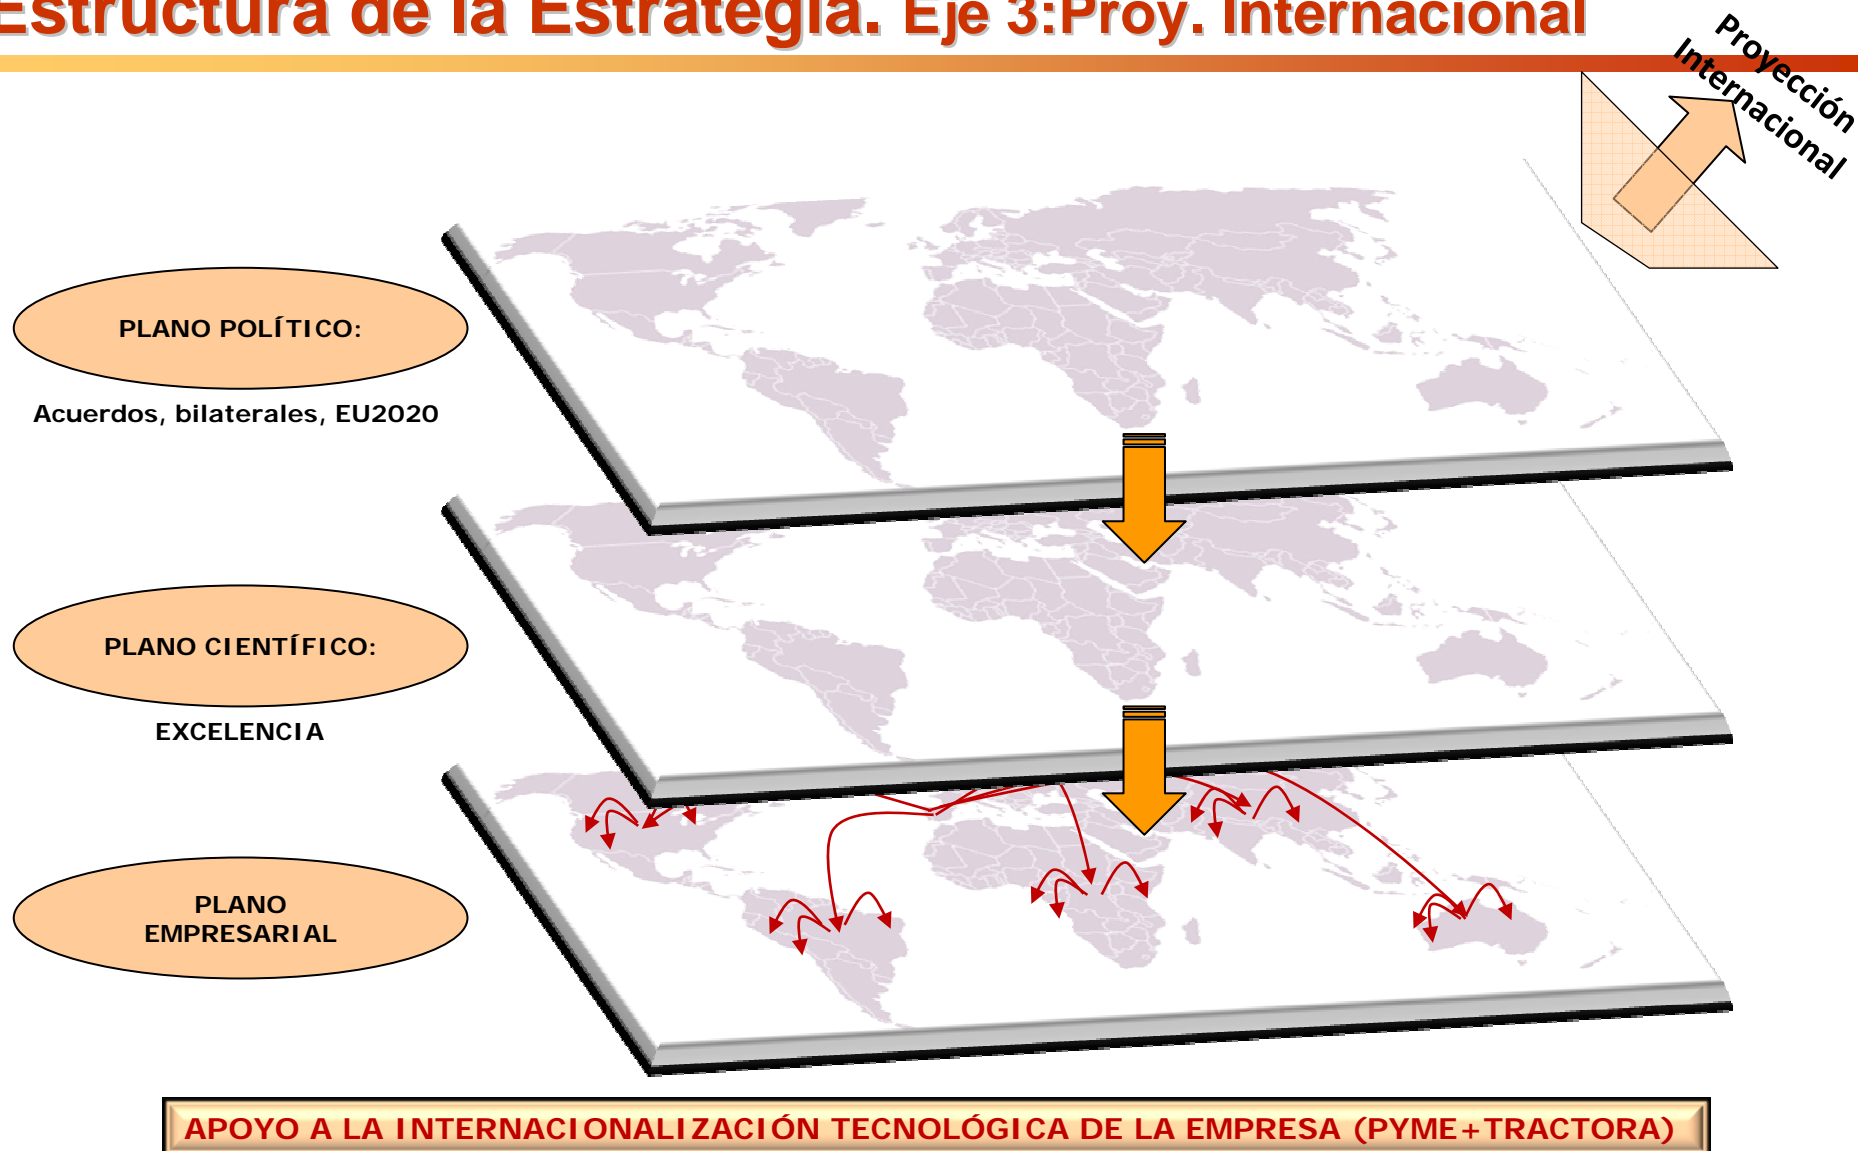 Estructura de la Estrategia. Eje 3:Proy. Internacional
Proyección
Internacional
PLANO POLÍTICO:
Acuerdos, bilaterales, EU2020
PLANO CIENTÍFICO:
EXCELENCIA
PLANO
EMPRESARIAL
APOYO A LA INTERNACIONALIZACIÓN TECNOLÓGICA DE LA EMPRESA (PYME+TRACTORA)